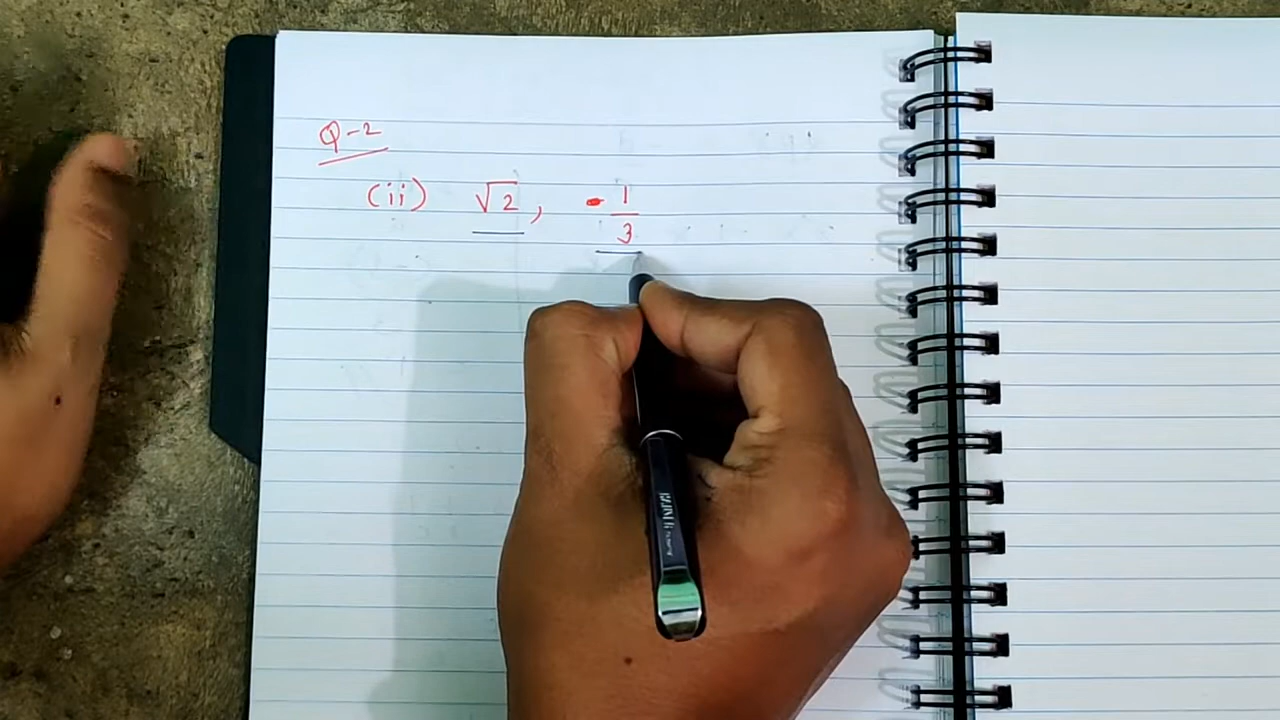 Q-2
(ii) √2, -1/3